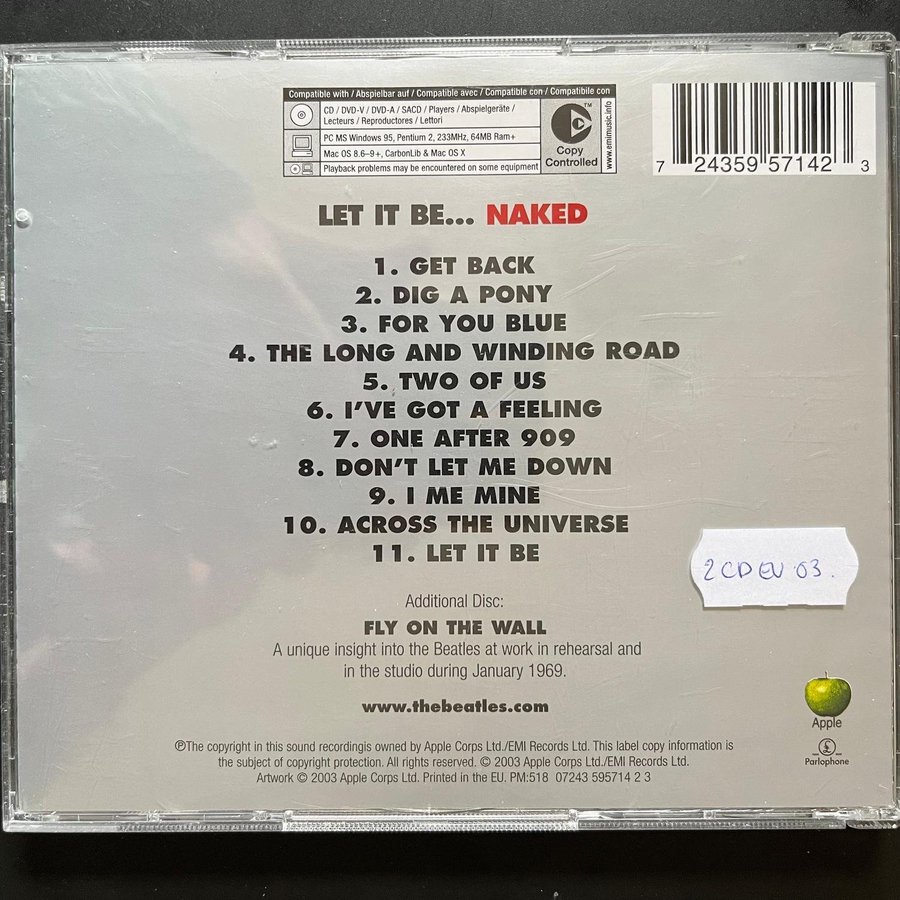 Compatible with / Abspielbar auf / Compatible avec / Compatible con / Compatibile con
CD / DVD-V / DVD-A / SACD / Players / Abspielgeräte /
Lecteurs / Reproductores / Lettori
PC MS Windows 95, Pentium 2, 233MHz, 64MB Ram+
Mac OS 8.6-9+, CarbonLib & Mac OS X
Playback problems may be encountered on some equipment
TM
Copy
Controlled
www.emimusic.info
7 24359 57142 3
LET IT BE... NAKED
1. GET BACK
2. DIG A PONY
3. FOR YOU BLUE
4. THE LONG AND WINDING ROAD
5. TWO OF US
6. I'VE GOT A FEELING
7. ONE AFTER 909
8. DON'T LET ME DOWN
9. I ME MINE
10. ACROSS THE UNIVERSE
11. LET IT BE
2CD EU 03.
Additional Disc:
FLY ON THE WALL
A unique insight into the Beatles at work in rehearsal and
in the studio during January 1969.
www.thebeatles.com
Apple
Parlophone
℗The copyright in this sound recordingis owned by Apple Corps Ltd./EMI Records Ltd. This label copy information is
the subject of copyright protection. All rights reserved. © 2003 Apple Corps Ltd./EMI Records Ltd.
Artwork © 2003 Apple Corps Ltd. Printed in the EU. PM:518 07243 595714 2 3